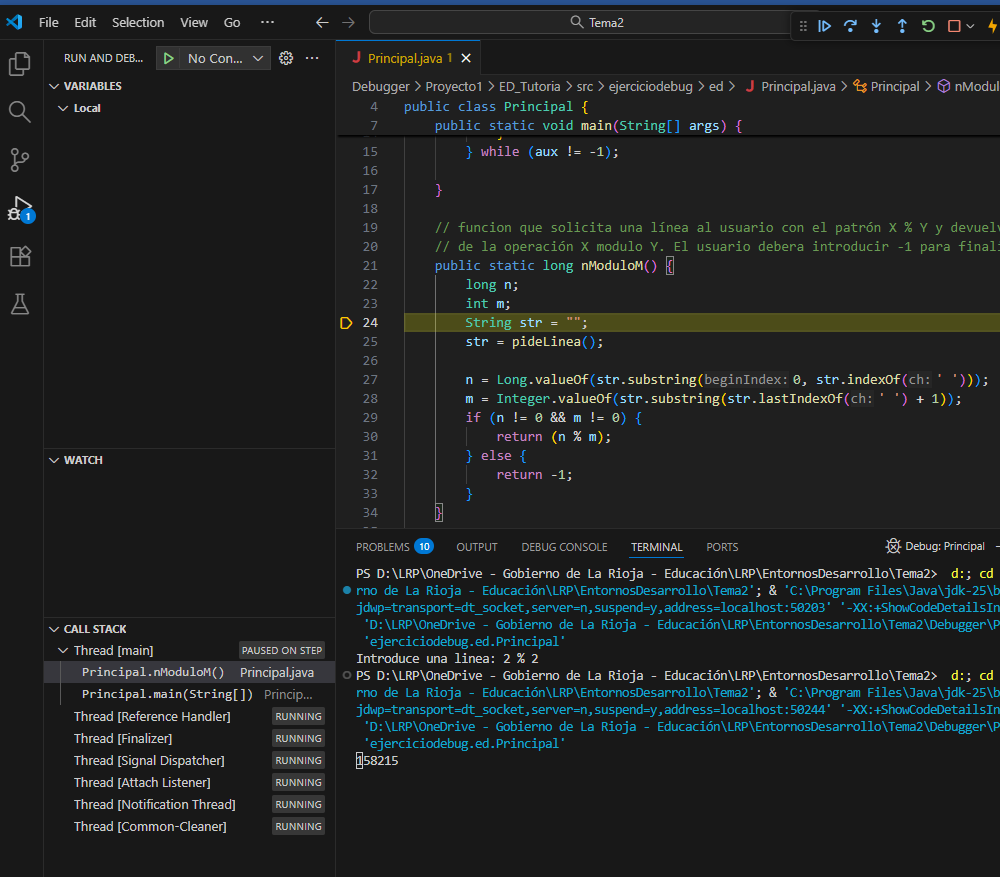 File Edit Selection View Go ··· Tema2
RUN AND DEB... No Con... ···
Principal.java 1
Debugger > Proyecto1 > ED_Tutoria > src > ejerciciodebug > ed > Principal.java > Principal > nModul
VARIABLES
Local
4 public class Principal {
7 public static void main(String[] args) {
15 } while (aux != -1);
16
17 }
18
19 // funcion que solicita una línea al usuario con el patrón X % Y y devuelv
20 // de la operación X modulo Y. El usuario debera introducir -1 para finali
21 public static long nModuloM() {
22 long n;
23 int m;
24 String str = "";
25 str = pideLinea();
26
27 n = Long.valueOf(str.substring(beginIndex: 0, str.indexOf(ch: ' ')));
28 m = Integer.valueOf(str.substring(str.lastIndexOf(ch: ' ') + 1));
29 if (n != 0 && m != 0) {
30 return (n % m);
31 } else {
32 return -1;
33 }
34 }
WATCH
CALL STACK
Thread [main] PAUSED ON STEP
Principal.nModuloM() Principal.java
Principal.main(String[]) Princip...
Thread [Reference Handler] RUNNING
Thread [Finalizer] RUNNING
Thread [Signal Dispatcher] RUNNING
Thread [Attach Listener] RUNNING
Thread [Notification Thread] RUNNING
Thread [Common-Cleaner] RUNNING
1
PROBLEMS 10 OUTPUT DEBUG CONSOLE TERMINAL PORTS Debug: Principal
PS D:\LRP\OneDrive - Gobierno de La Rioja - Educación\LRP\EntornosDesarrollo\Tema2> d:; cd
rno de La Rioja - Educación\LRP\EntornosDesarrollo\Tema2'; & 'C:\Program Files\Java\jdk-25\b
jdwp=transport=dt_socket,server=n,suspend=y,address=localhost:50203' '-XX:+ShowCodeDetailsIn
'D:\LRP\OneDrive - Gobierno de La Rioja - Educación\LRP\EntornosDesarrollo\Tema2\Debugger\P
'ejerciciodebug.ed.Principal'
Introduce una linea: 2 % 2
PS D:\LRP\OneDrive - Gobierno de La Rioja - Educación\LRP\EntornosDesarrollo\Tema2> d:; cd
rno de La Rioja - Educación\LRP\EntornosDesarrollo\Tema2'; & 'C:\Program Files\Java\jdk-25\b
jdwp=transport=dt_socket,server=n,suspend=y,address=localhost:50244' '-XX:+ShowCodeDetailsIn
'D:\LRP\OneDrive - Gobierno de La Rioja - Educación\LRP\EntornosDesarrollo\Tema2\Debugger\P
'ejerciciodebug.ed.Principal'
158215